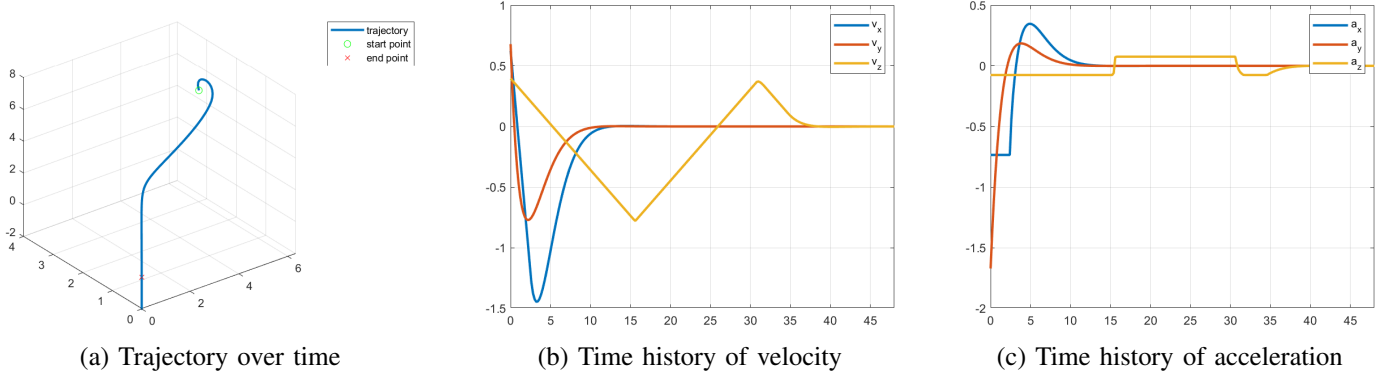 trajectory
start point
end point
8
6
4
2
0
-2
4
3
2
1
0
0
2
4
6
(a) Trajectory over time
1
0.5
0
-0.5
-1
-1.5
0 5 10 15 20 25 30 35 40 45
v_x
v_y
v_z
(b) Time history of velocity
0.5
0
-0.5
-1
-1.5
-2
0 5 10 15 20 25 30 35 40 45
a_x
a_y
a_z
(c) Time history of acceleration